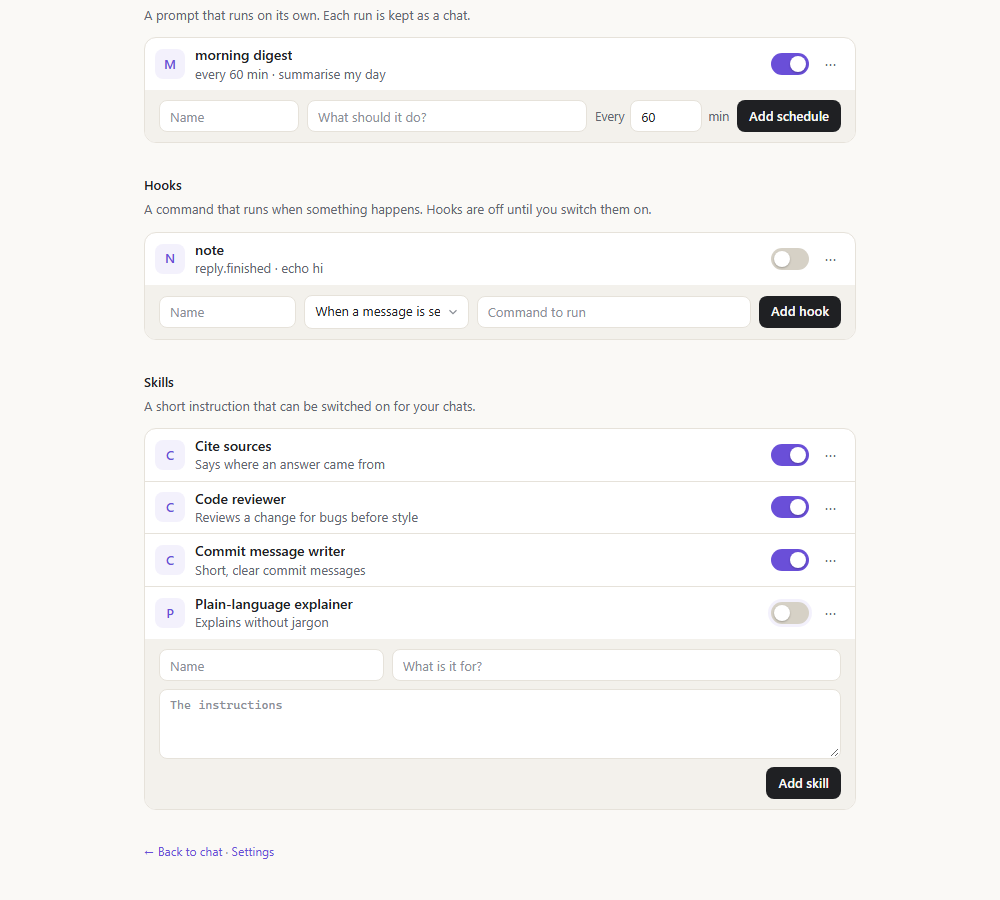 A prompt that runs on its own. Each run is kept as a chat.
M
morning digest
every 60 min · summarise my day
···
Name
What should it do?
Every
60
min
Add schedule
Hooks
A command that runs when something happens. Hooks are off until you switch them on.
N
note
reply.finished · echo hi
···
Name
When a message is se
Command to run
Add hook
Skills
A short instruction that can be switched on for your chats.
C
Cite sources
Says where an answer came from
···
C
Code reviewer
Reviews a change for bugs before style
···
C
Commit message writer
Short, clear commit messages
···
P
Plain-language explainer
Explains without jargon
···
Name
What is it for?
The instructions
Add skill
← Back to chat · Settings